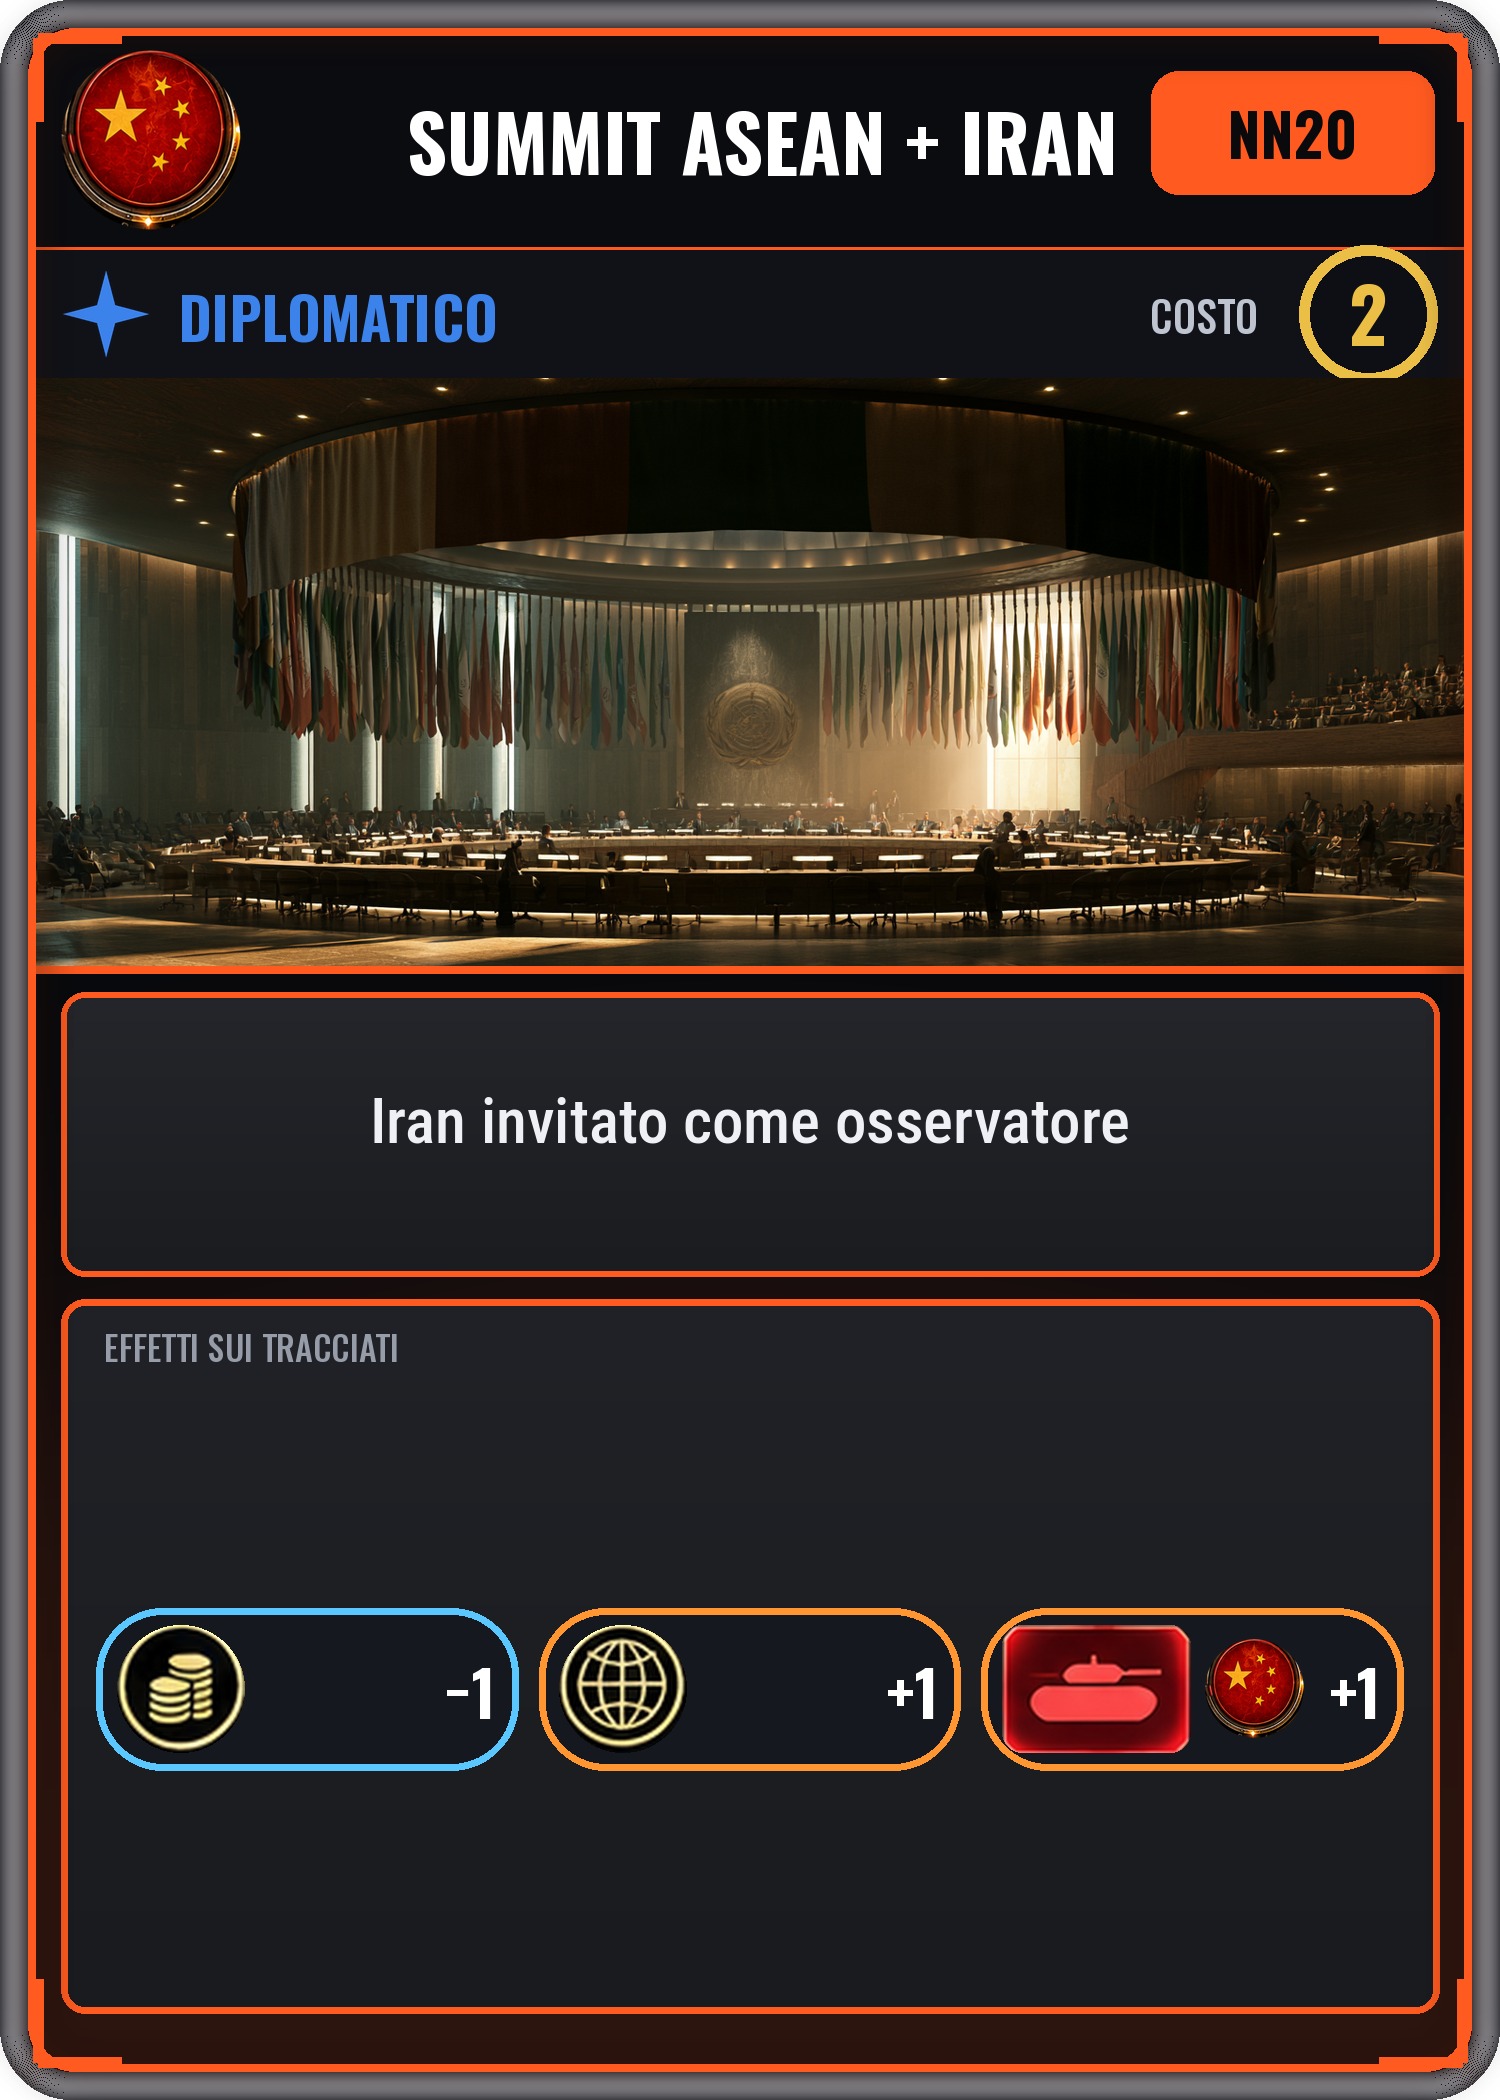 SUMMIT ASEAN + IRAN
NN20
DIPLOMATICO
COSTO
2
Iran invitato come osservatore
EFFETTI SUI TRACCIATI
-1
+1
+1